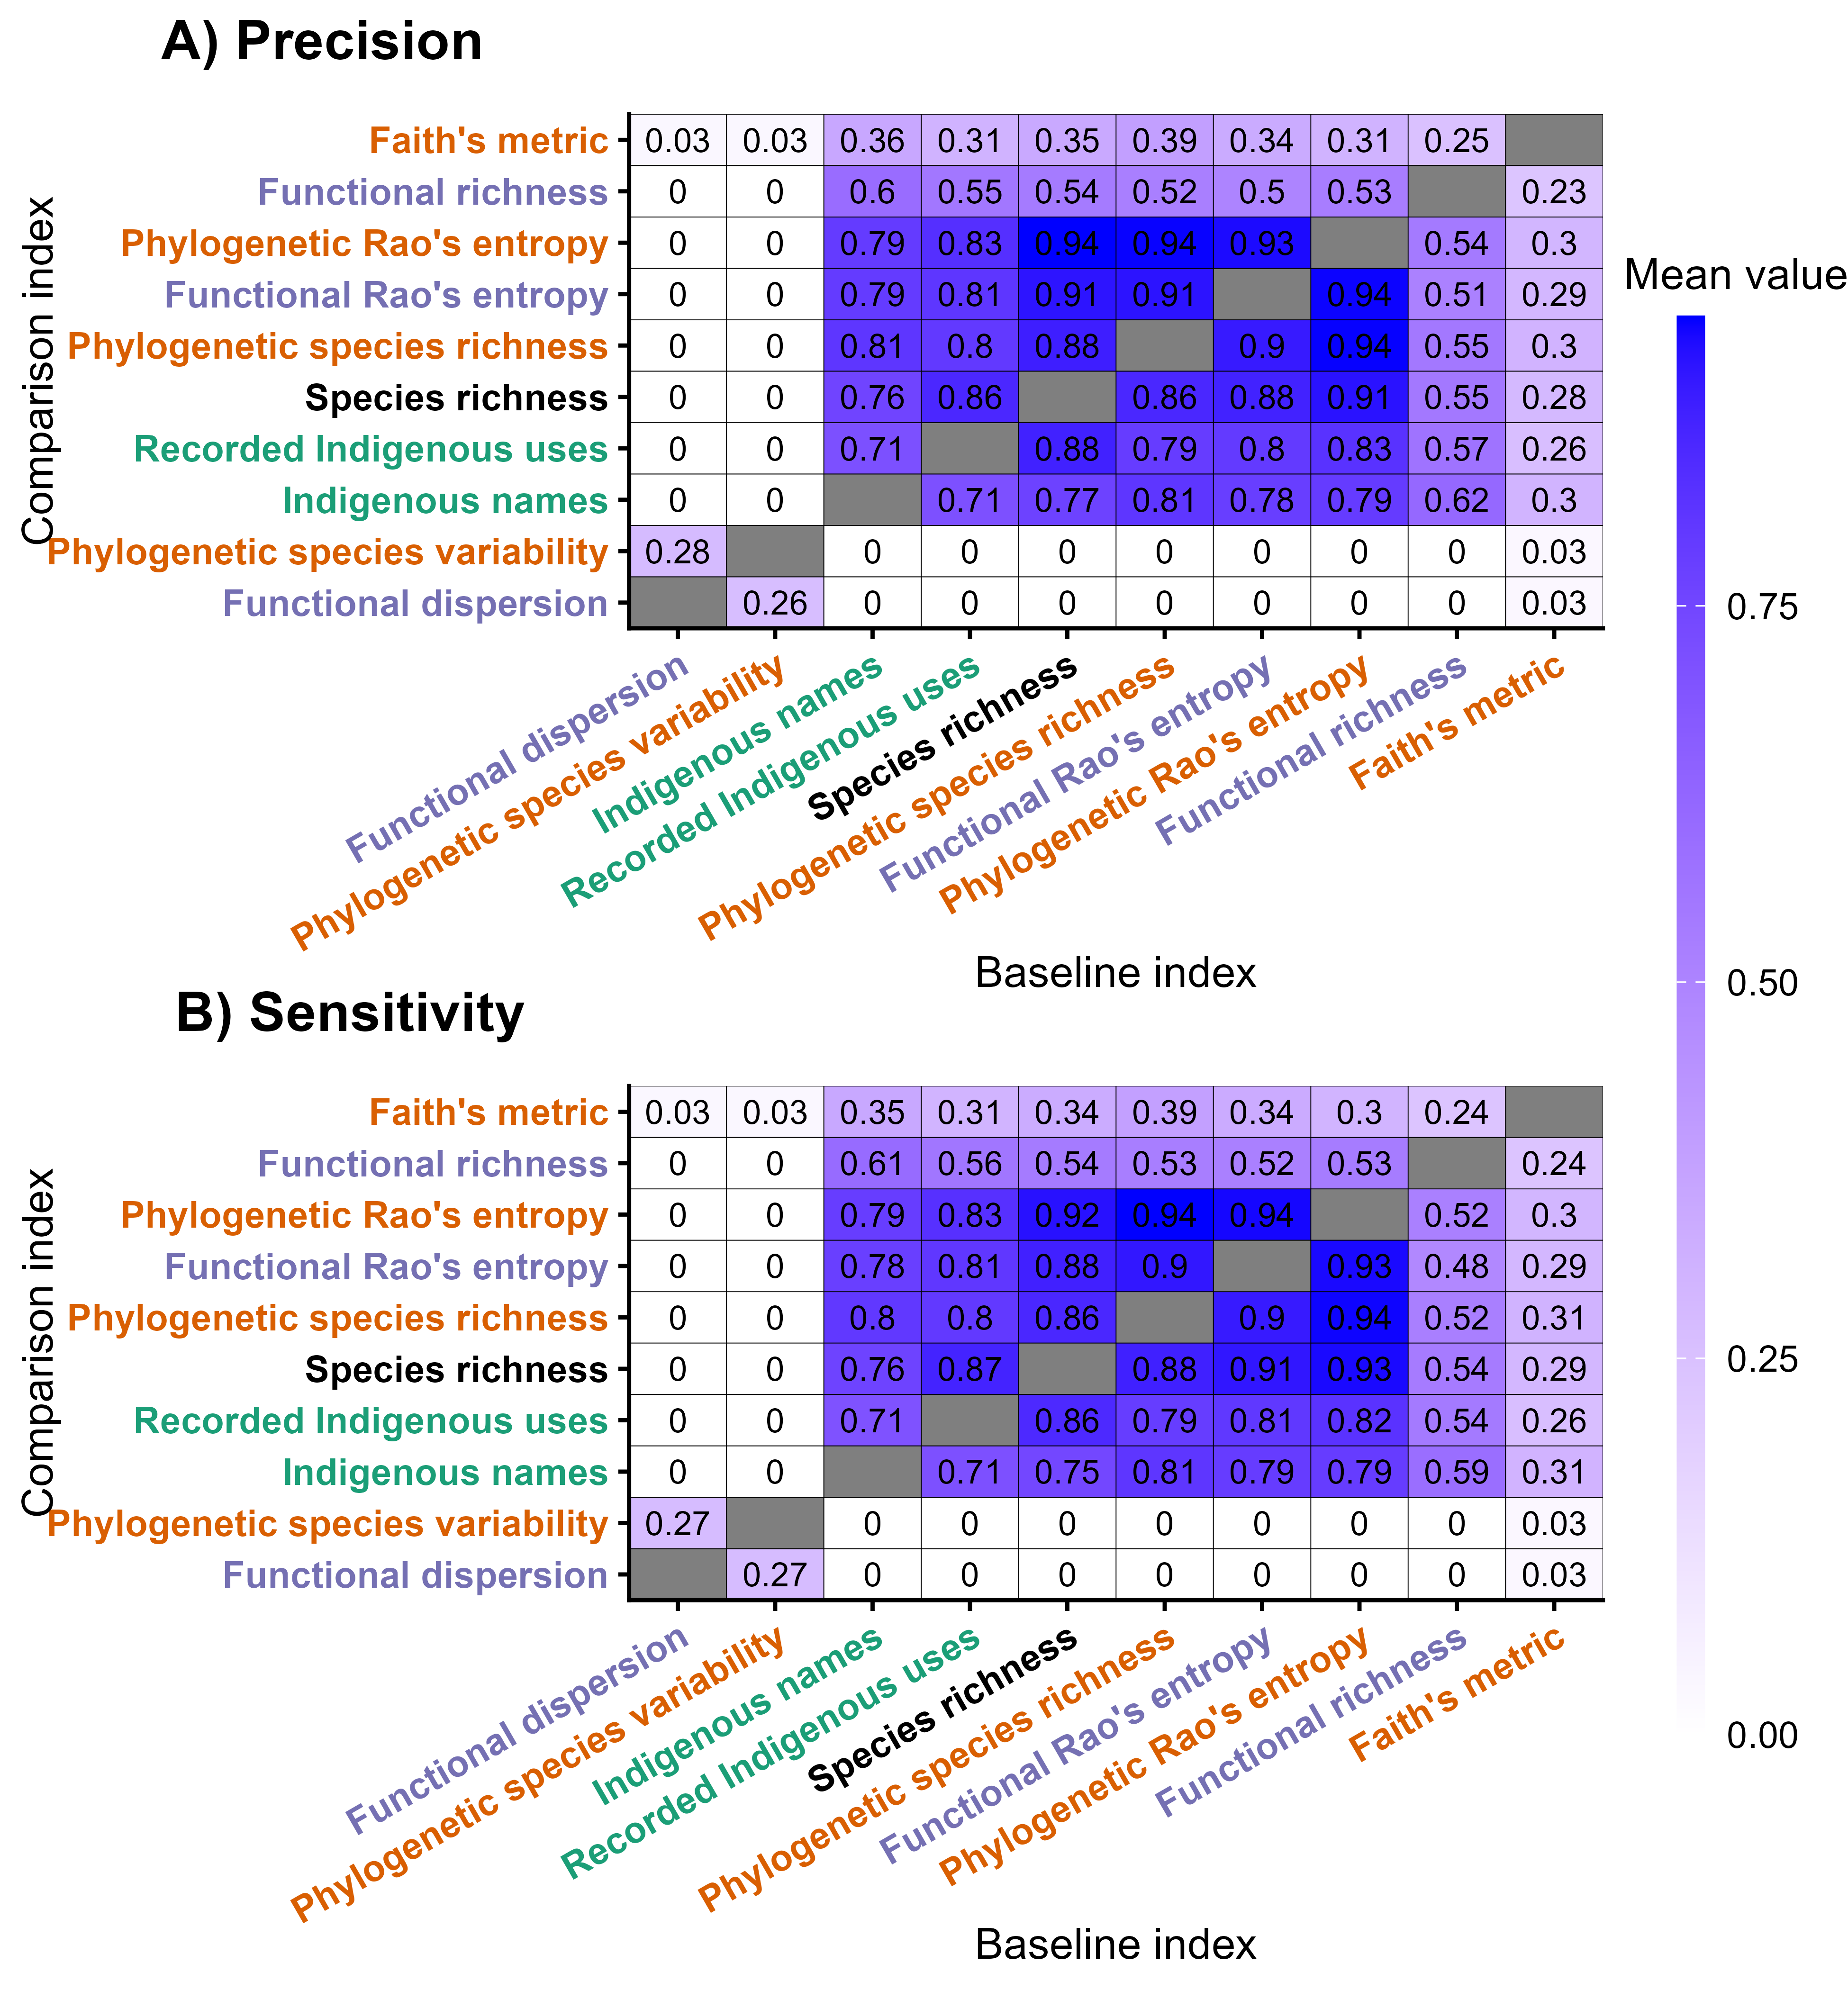 A) Precision
Comparison index
Faith's metric 0.03 0.03 0.36 0.31 0.35 0.39 0.34 0.31 0.25
Functional richness 0 0 0.6 0.55 0.54 0.52 0.5 0.53 0.23
Phylogenetic Rao's entropy 0 0 0.79 0.83 0.94 0.94 0.93 0.54 0.3
Functional Rao's entropy 0 0 0.79 0.81 0.91 0.91 0.94 0.51 0.29
Phylogenetic species richness 0 0 0.81 0.8 0.88 0.9 0.94 0.55 0.3
Species richness 0 0 0.76 0.86 0.86 0.88 0.91 0.55 0.28
Recorded Indigenous uses 0 0 0.71 0.88 0.79 0.8 0.83 0.57 0.26
Indigenous names 0 0 0.71 0.77 0.81 0.78 0.79 0.62 0.3
Phylogenetic species variability 0.28 0 0 0 0 0 0 0 0.03
Functional dispersion 0.26 0 0 0 0 0 0 0 0.03
Functional dispersion
Phylogenetic species variability
Indigenous names
Recorded Indigenous uses
Species richness
Phylogenetic species richness
Functional Rao's entropy
Phylogenetic Rao's entropy
Functional richness
Faith's metric
Baseline index
Mean value
0.75
0.50
0.25
0.00
B) Sensitivity
Comparison index
Faith's metric 0.03 0.03 0.35 0.31 0.34 0.39 0.34 0.3 0.24
Functional richness 0 0 0.61 0.56 0.54 0.53 0.52 0.53 0.24
Phylogenetic Rao's entropy 0 0 0.79 0.83 0.92 0.94 0.94 0.52 0.3
Functional Rao's entropy 0 0 0.78 0.81 0.88 0.9 0.93 0.48 0.29
Phylogenetic species richness 0 0 0.8 0.8 0.86 0.9 0.94 0.52 0.31
Species richness 0 0 0.76 0.87 0.88 0.91 0.93 0.54 0.29
Recorded Indigenous uses 0 0 0.71 0.86 0.79 0.81 0.82 0.54 0.26
Indigenous names 0 0 0.71 0.75 0.81 0.79 0.79 0.59 0.31
Phylogenetic species variability 0.27 0 0 0 0 0 0 0 0.03
Functional dispersion 0.27 0 0 0 0 0 0 0 0.03
Functional dispersion
Phylogenetic species variability
Indigenous names
Recorded Indigenous uses
Species richness
Phylogenetic species richness
Functional Rao's entropy
Phylogenetic Rao's entropy
Functional richness
Faith's metric
Baseline index